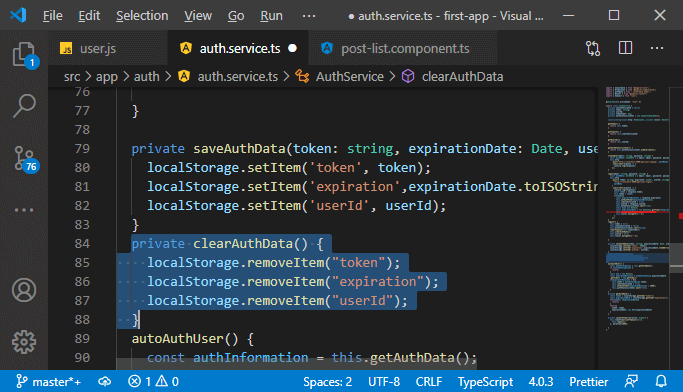 File Edit Selection View Go Run ··· ● auth.service.ts - first-app - Visual ...
JS user.js auth.service.ts ● post-list.component.ts ···
src > app > auth > auth.service.ts > AuthService > clearAuthData
76
77 }
78
79 private saveAuthData(token: string, expirationDate: Date, use
80 localStorage.setItem('token', token);
81 localStorage.setItem('expiration',expirationDate.toISOStrin
82 localStorage.setItem('userId', userId);
83 }
84 private clearAuthData() {
85 localStorage.removeItem("token");
86 localStorage.removeItem("expiration");
87 localStorage.removeItem("userId");
88 }
89 autoAuthUser() {
90 const authInformation = this.getAuthData();
1
76
master*+ 1 0 Spaces: 2 UTF-8 CRLF TypeScript 4.0.3 Prettier